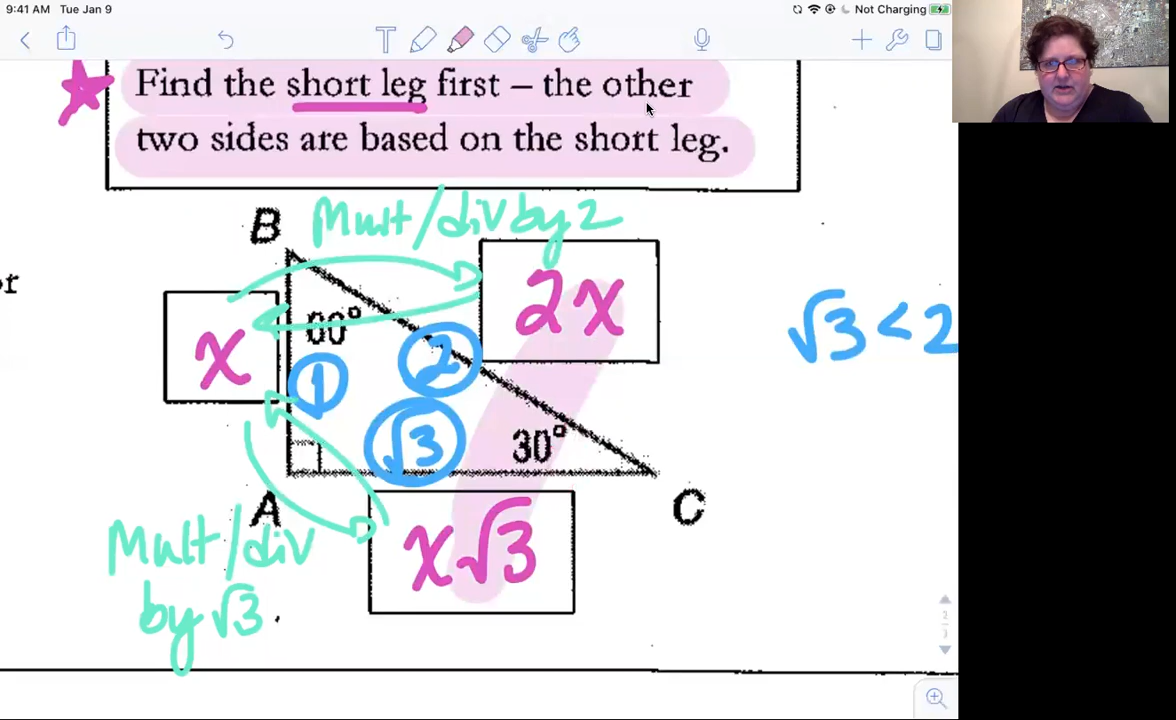 9:41 AM Tue Jan 9
Not Charging
T
Find the short leg first – the other
two sides are based on the short leg.
Mult/div by 2
B
2x
x
60°
√3 < 2
1
2
√3
30°
A
C
x√3
Mult/div
by √3
2
3